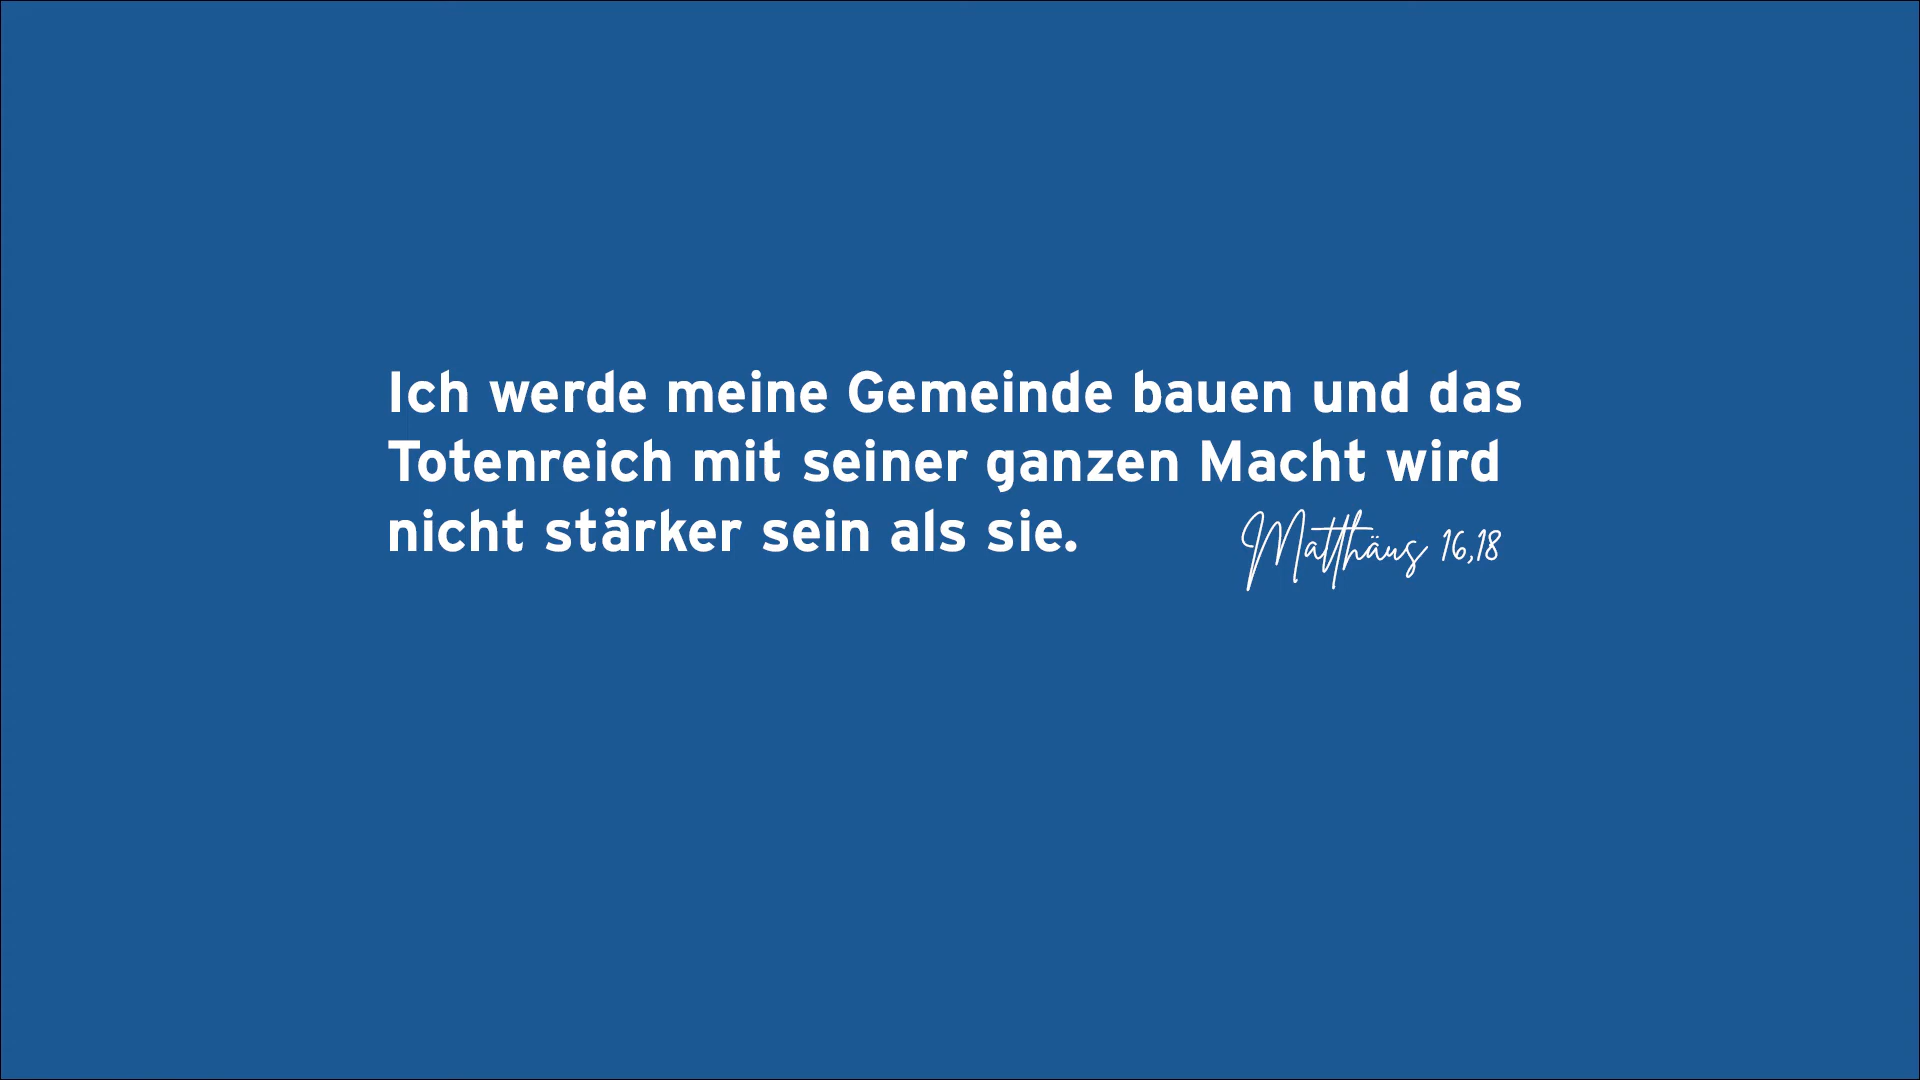 Ich werde meine Gemeinde bauen und das
Totenreich mit seiner ganzen Macht wird
nicht stärker sein als sie.
Matthäus 16,18